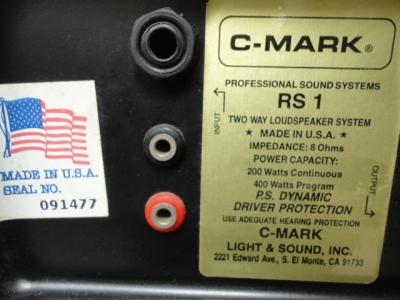 C-MARK®
PROFESSIONAL SOUND SYSTEMS
RS 1
TWO WAY LOUDSPEAKER SYSTEM
★ MADE IN U.S.A. ★
IMPEDANCE: 8 Ohms
POWER CAPACITY:
200 Watts Continuous
400 Watts Program
P.S. DYNAMIC
DRIVER PROTECTION
USE ADEQUATE HEARING PROTECTION
C-MARK
LIGHT & SOUND, INC.
2221 Edward Ave., S. El Monte, CA 91733
INPUT
OUTPUT
MADE IN U.S.A.
SEAL NO.
091477